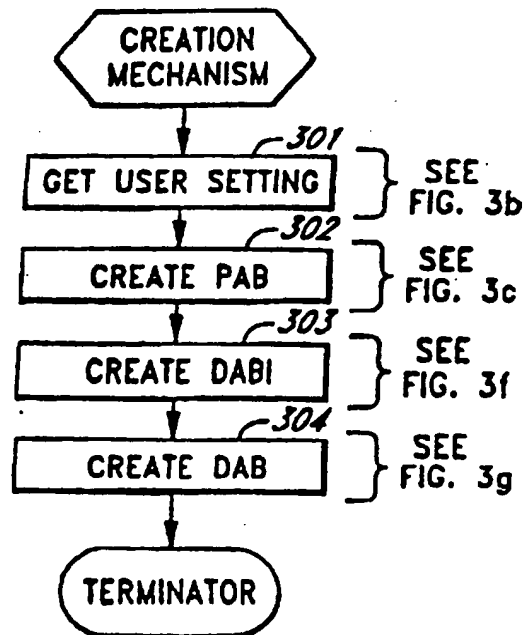 CREATION
MECHANISM
301
GET USER SETTING
SEE
FIG. 3b
302
CREATE PAB
SEE
FIG. 3c
303
CREATE DABI
SEE
FIG. 3f
304
CREATE DAB
SEE
FIG. 3g
TERMINATOR